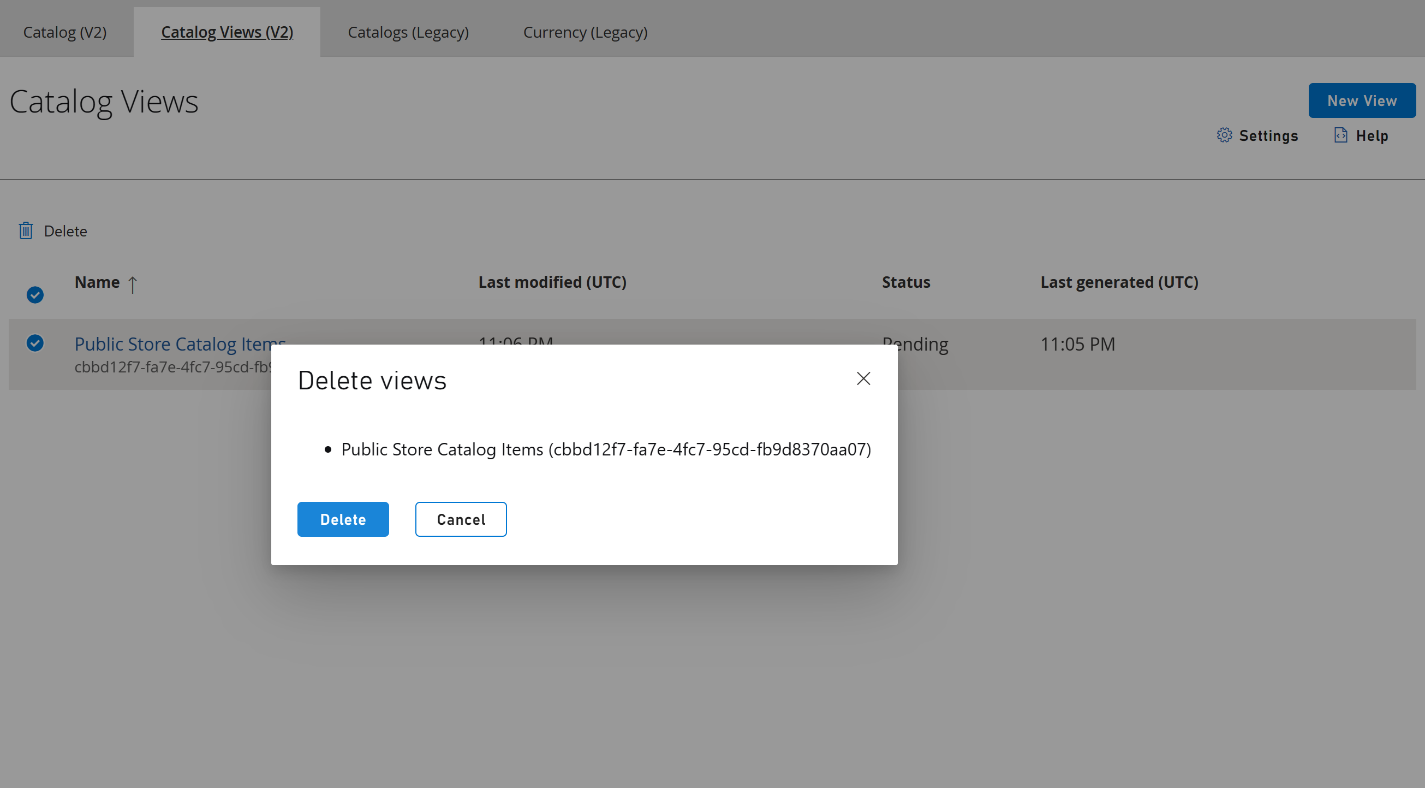 Catalog (V2) Catalog Views (V2) Catalogs (Legacy) Currency (Legacy)
Catalog Views
New View
Settings Help
Delete
Name ↑ Last modified (UTC) Status Last generated (UTC)
Public Store Catalog Items 11:06 PM Pending 11:05 PM
cbbd12f7-fa7e-4fc7-95cd-fb9
Delete views
• Public Store Catalog Items (cbbd12f7-fa7e-4fc7-95cd-fb9d8370aa07)
Delete Cancel